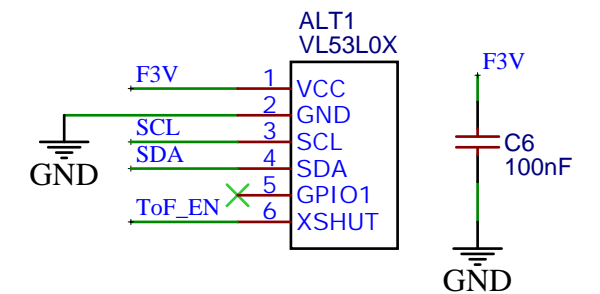 ALT1
VL53L0X
F3V 1 VCC
2 GND
SCL 3 SCL
SDA 4 SDA
5 GPIO1
ToF_EN 6 XSHUT
GND
F3V
C6
100nF
GND